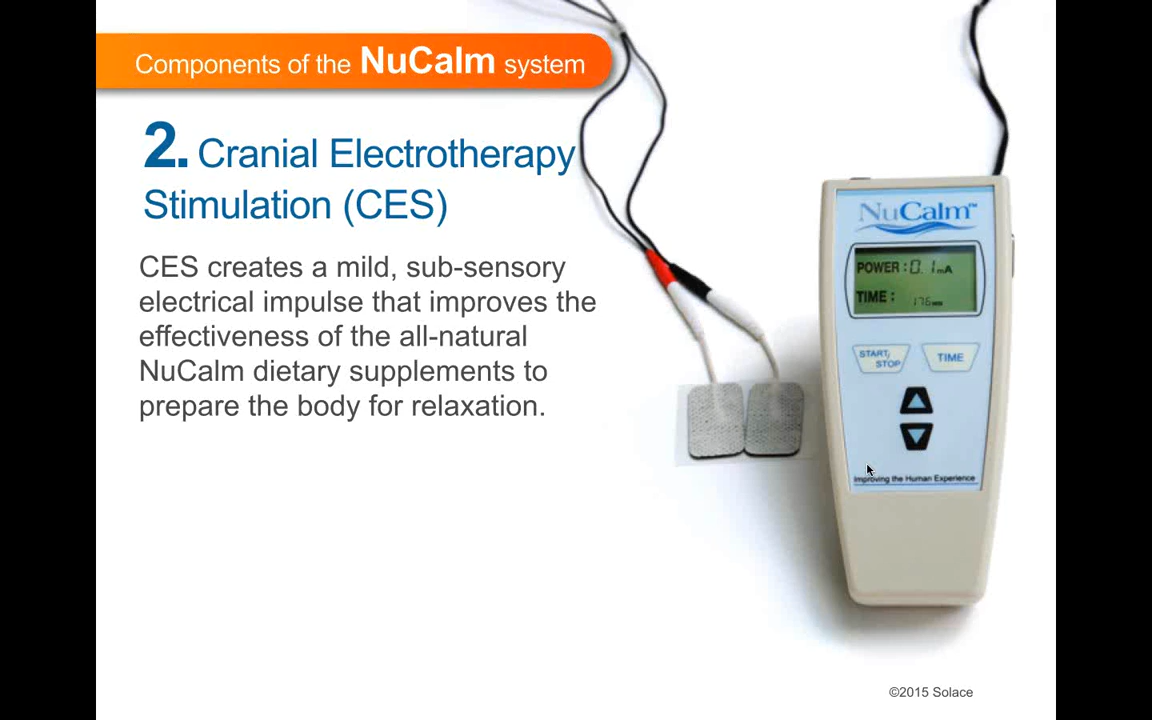 Components of the NuCalm system
2. Cranial Electrotherapy
Stimulation (CES)
CES creates a mild, sub-sensory
electrical impulse that improves the
effectiveness of the all-natural
NuCalm dietary supplements to
prepare the body for relaxation.
NuCalm™
POWER: 0.1mA
TIME: 176MIN
START/
STOP
TIME
Improving the Human Experience
©2015 Solace